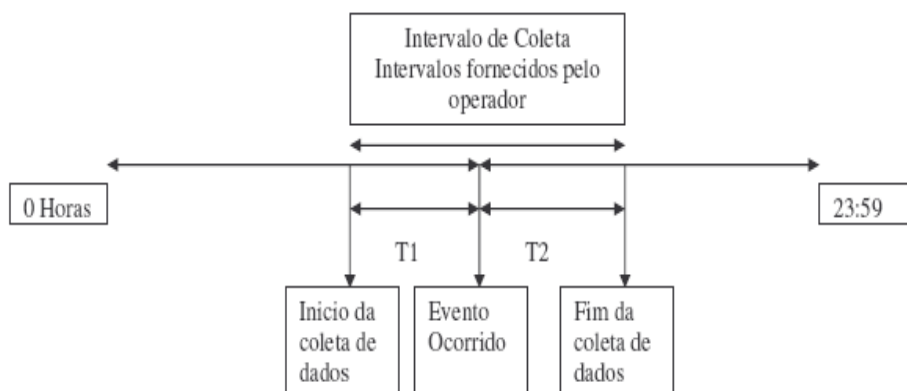 Intervalo de Coleta
Intervalos fornecidos pelo
operador
0 Horas
23:59
T1
T2
Inicio da
coleta de
dados
Evento
Ocorrido
Fim da
coleta de
dados